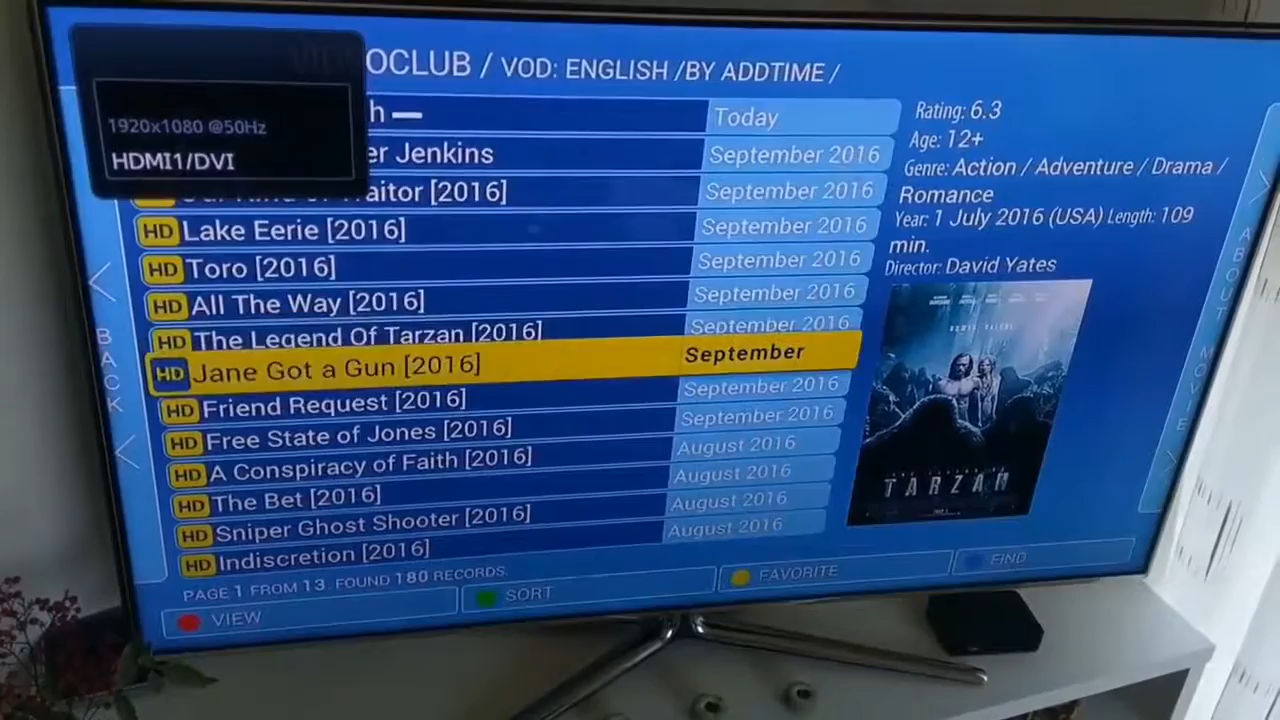 OCLUB / VOD: ENGLISH /BY ADDTIME /
1920x1080 @50Hz
HDMI1/DVI
h — Today
er Jenkins September 2016
aitor [2016] September 2016
HD Lake Eerie [2016] September 2016
HD Toro [2016] September 2016
HD All The Way [2016] September 2016
HD The Legend Of Tarzan [2016] September 2016
HD Jane Got a Gun [2016] September
HD Friend Request [2016] September 2016
HD Free State of Jones [2016] September 2016
HD A Conspiracy of Faith [2016] August 2016
HD The Bet [2016] August 2016
HD Sniper Ghost Shooter [2016] August 2016
HD Indiscretion [2016] August 2016
PAGE 1 FROM 13. FOUND 180 RECORDS.
VIEW SORT FAVORITE FIND
BACK
Rating: 6.3
Age: 12+
Genre: Action / Adventure / Drama /
Romance
Year: 1 July 2016 (USA) Length: 109
min.
Director: David Yates
TARZAN
ABOUT MOVIE